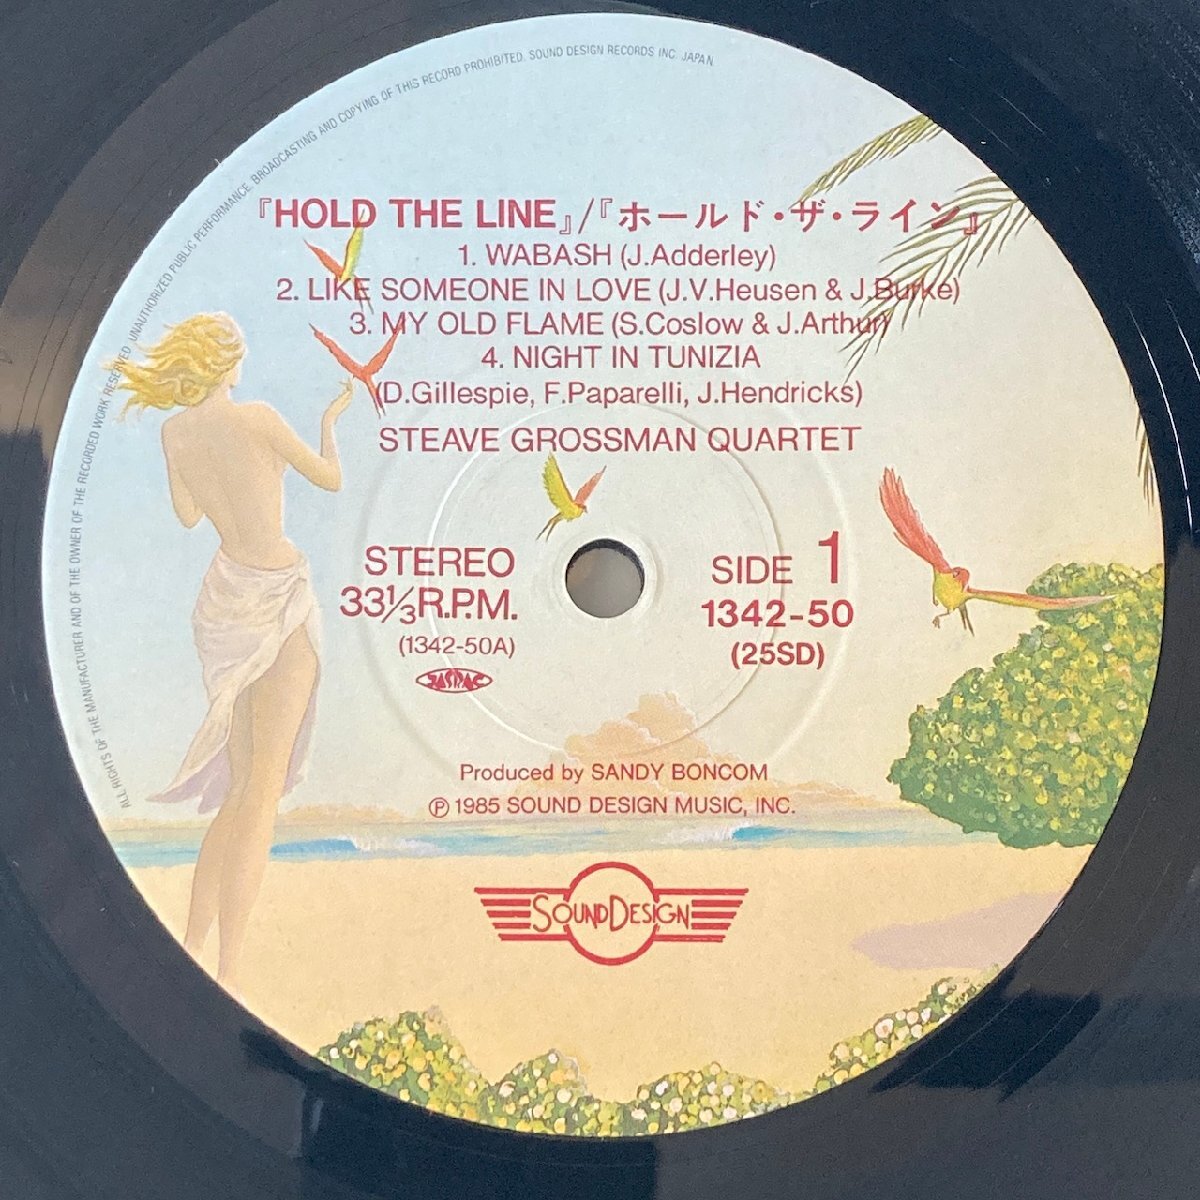 ALL RIGHTS OF THE MANUFACTURER AND OF THE OWNER OF THE RECORDED WORK RESERVED. UNAUTHORIZED PUBLIC PERFORMANCE BROADCASTING AND COPYING OF THIS RECORD PROHIBITED. SOUND DESIGN RECORDS INC. JAPAN
『HOLD THE LINE』/『ホールド・ザ・ライン』
1. WABASH (J.Adderley)
2. LIKE SOMEONE IN LOVE (J.V.Heusen & J.Burke)
3. MY OLD FLAME (S.Coslow & J.Arthur)
4. NIGHT IN TUNIZIA
(D.Gillespie, F.Paparelli, J.Hendricks)
STEAVE GROSSMAN QUARTET
STEREO
33⅓R.P.M.
(1342-50A)
JASRAC
SIDE 1
1342-50
(25SD)
Produced by SANDY BONCOM
Ⓟ 1985 SOUND DESIGN MUSIC, INC.
SOUNDDESIGN